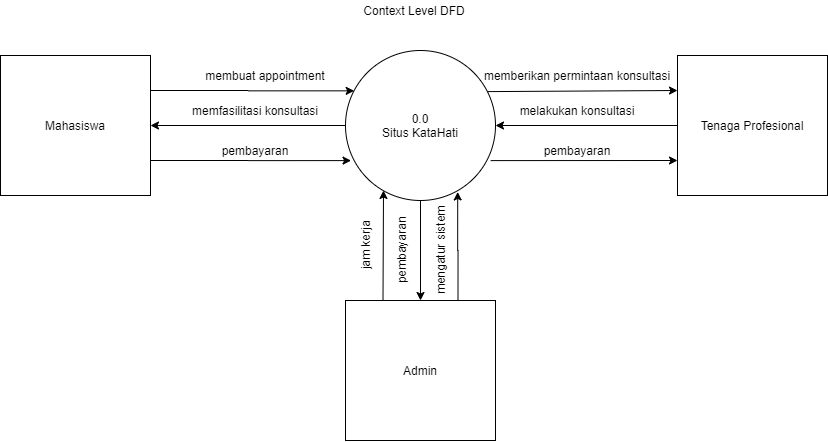 Context Level DFD
membuat appointment
memberikan permintaan konsultasi
memfasilitasi konsultasi
melakukan konsultasi
Mahasiswa
0.0
Situs KataHati
Tenaga Profesional
pembayaran
pembayaran
jam kerja
pembayaran
mengatur sistem
Admin